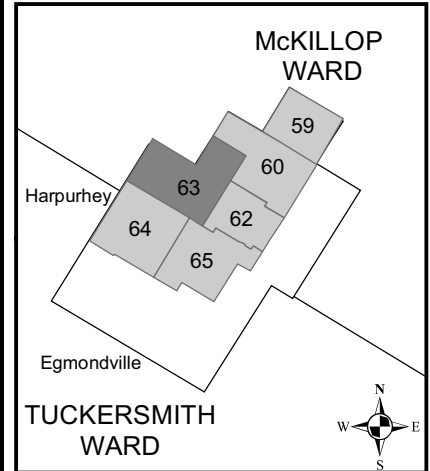 McKILLOP
WARD
59
60
Harpurhey
63
62
64
65
Egmondville
TUCKERSMITH
WARD
N
W E
S